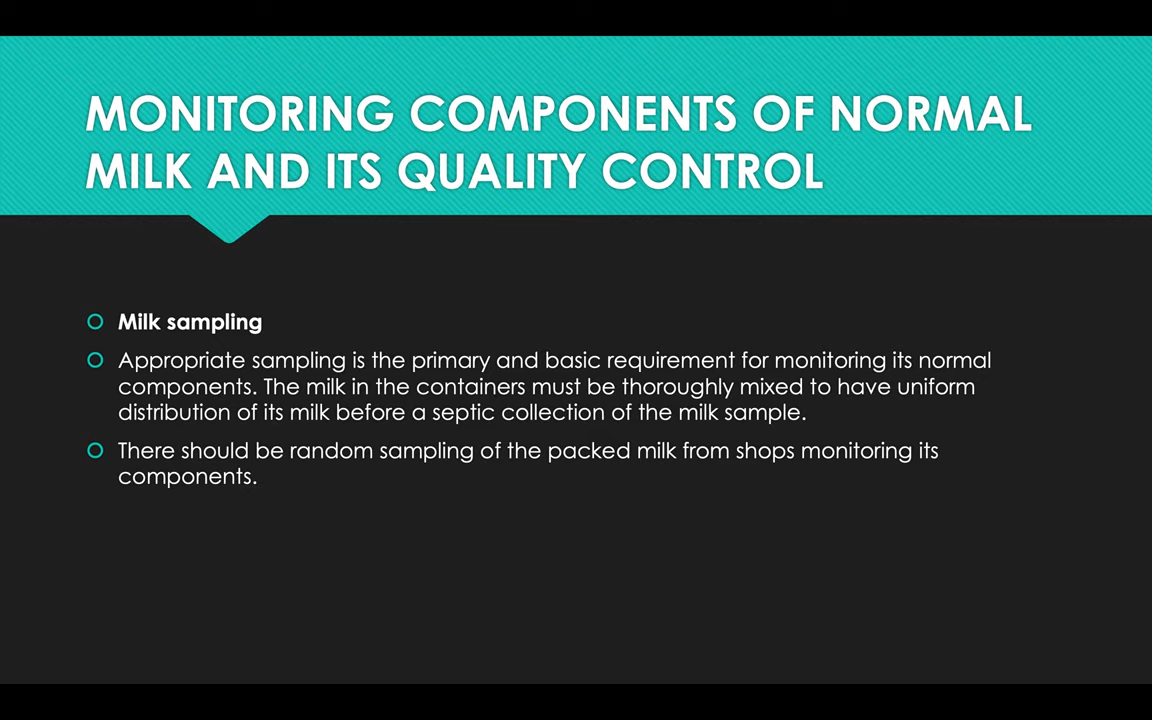 MONITORING COMPONENTS OF NORMAL
MILK AND ITS QUALITY CONTROL
Milk sampling
Appropriate sampling is the primary and basic requirement for monitoring its normal
components. The milk in the containers must be thoroughly mixed to have uniform
distribution of its milk before a septic collection of the milk sample.
There should be random sampling of the packed milk from shops monitoring its
components.